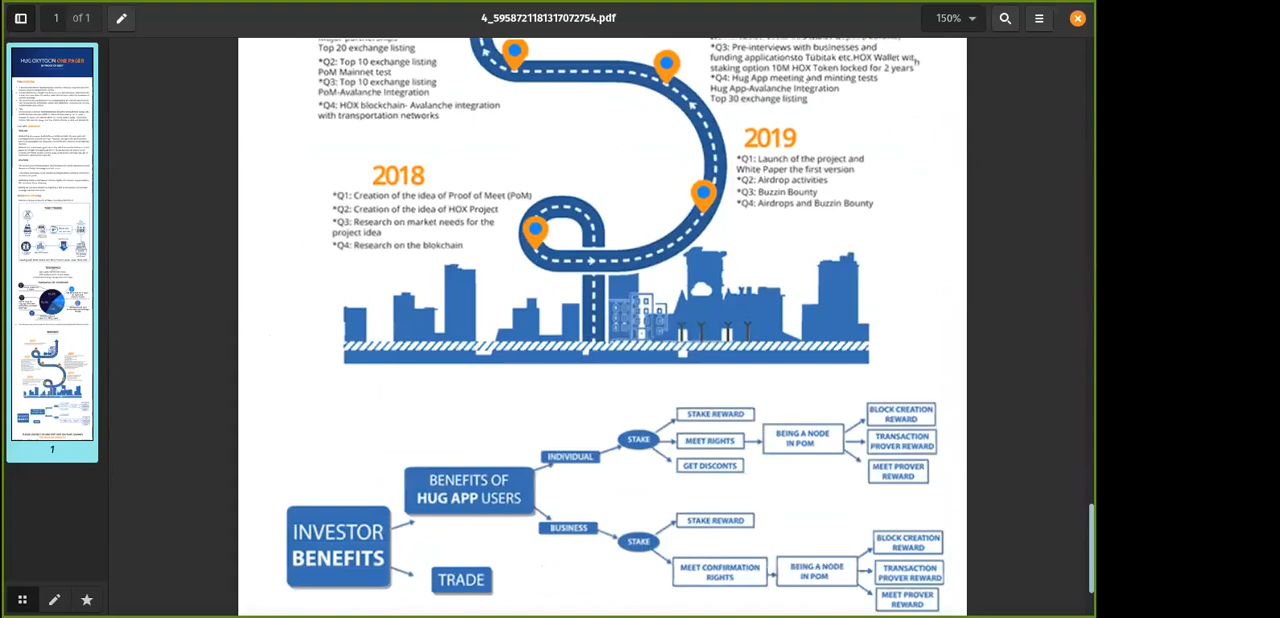 1 of 1
4_5958721181317072754.pdf
150%
HUG OXYTOCIN ONE PAGER
1
Top 20 exchange listing
*Q2: Top 10 exchange listing
PoM Mainnet test
*Q3: Top 10 exchange listing
PoM-Avalanche Integration
*Q4: HOX blockchain- Avalanche integration
with transportation networks
*Q3: Pre-interviews with businesses and
funding applicationsto Tübitak etc.HOX Wallet with
staking option 10M HOX Token locked for 2 years
*Q4: Hug App meeting and minting tests
Hug App-Avalanche Integration
Top 30 exchange listing
2019
*Q1: Launch of the project and
White Paper the first version
*Q2: Airdrop activities
*Q3: Buzzin Bounty
*Q4: Airdrops and Buzzin Bounty
2018
*Q1: Creation of the idea of Proof of Meet (PoM)
*Q2: Creation of the idea of HOX Project
*Q3: Research on market needs for the
project idea
*Q4: Research on the blokchain
INVESTOR
BENEFITS
BENEFITS OF
HUG APP USERS
TRADE
INDIVIDUAL
STAKE
STAKE REWARD
MEET RIGHTS
GET DISCONTS
BEING A NODE
IN POM
BLOCK CREATION
REWARD
TRANSACTION
PROVER REWARD
MEET PROVER
REWARD
BUSINESS
STAKE
STAKE REWARD
MEET CONFIRMATION
RIGHTS
BEING A NODE
IN POM
BLOCK CREATION
REWARD
TRANSACTION
PROVER REWARD
MEET PROVER
REWARD